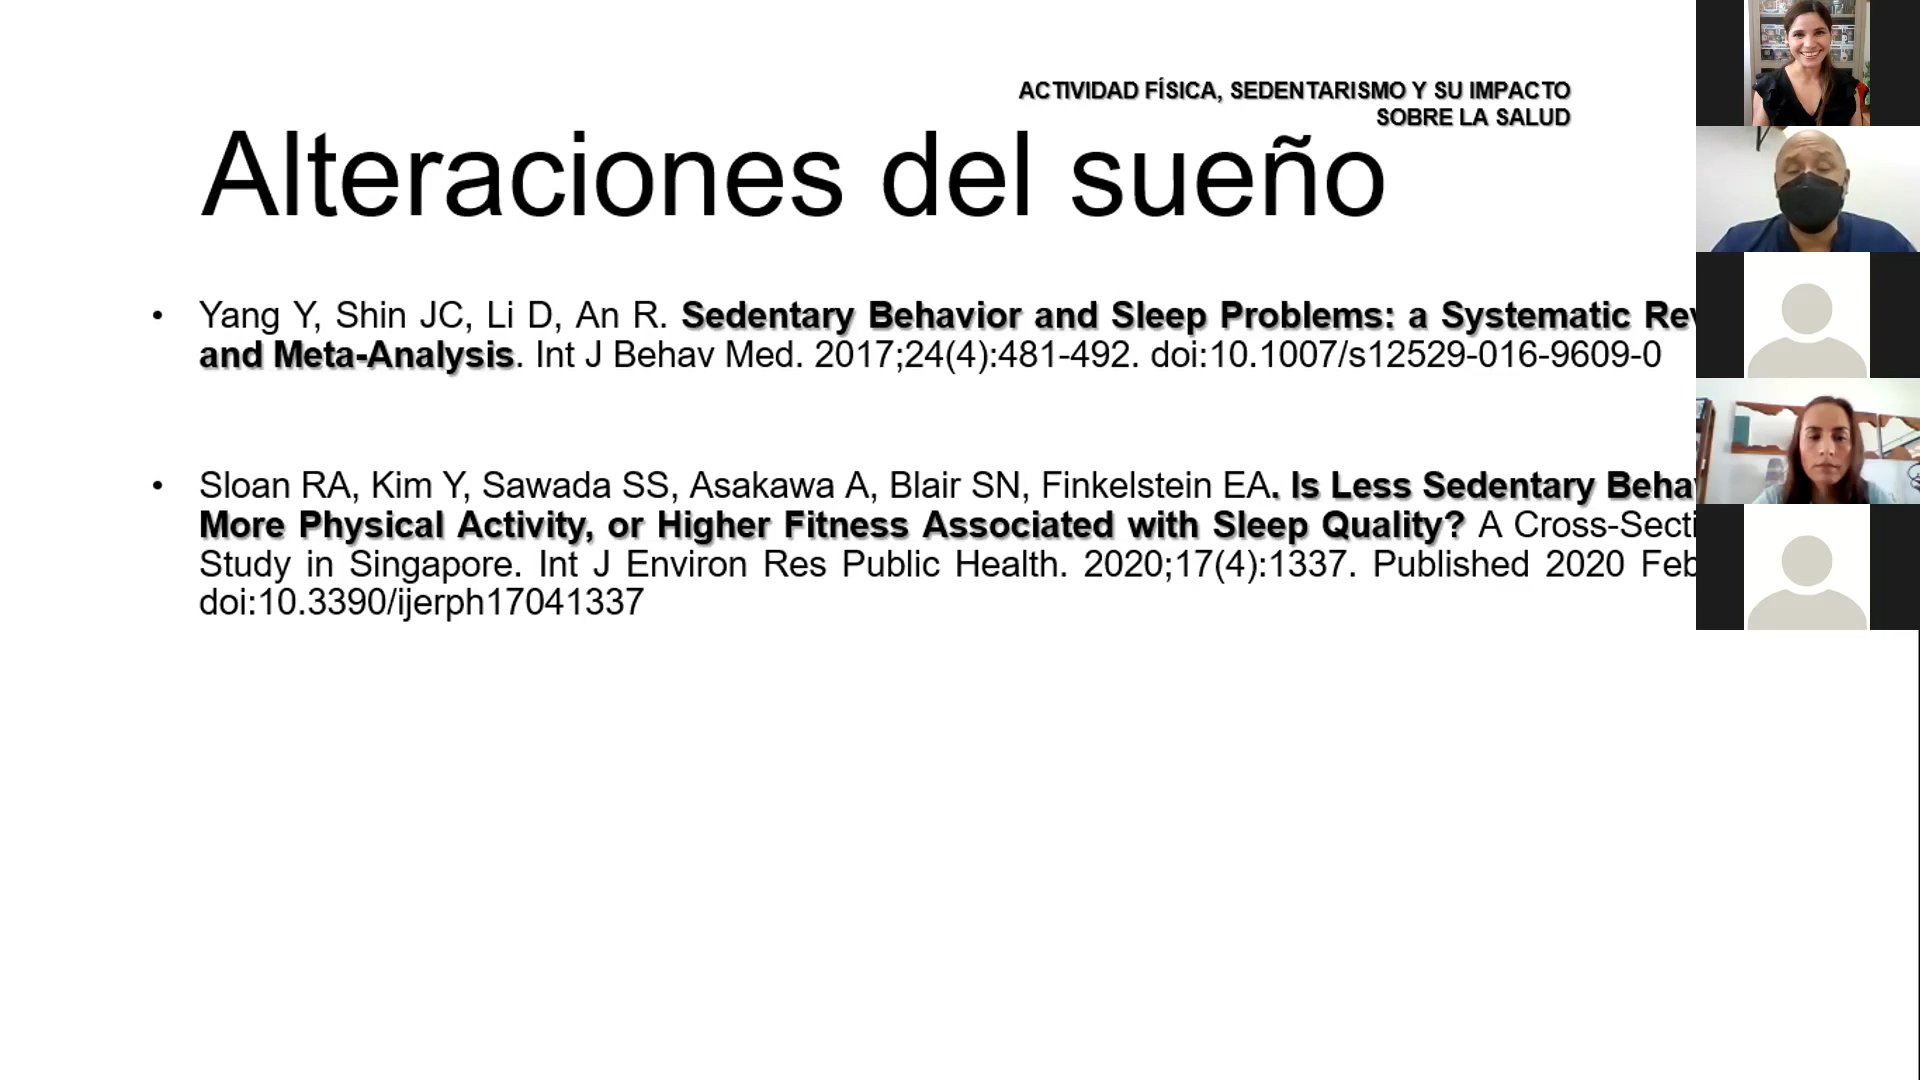 ACTIVIDAD FÍSICA, SEDENTARISMO Y SU IMPACTO
SOBRE LA SALUD
Alteraciones del sueño
• Yang Y, Shin JC, Li D, An R. Sedentary Behavior and Sleep Problems: a Systematic
and Meta-Analysis. Int J Behav Med. 2017;24(4):481-492. doi:10.1007/s12529-016-9609-0
• Sloan RA, Kim Y, Sawada SS, Asakawa A, Blair SN, Finkelstein EA. Is Less Sedentary
More Physical Activity, or Higher Fitness Associated with Sleep Quality? A
Study in Singapore. Int J Environ Res Public Health. 2020;17(4):1337. Published 2020 Feb
doi:10.3390/ijerph17041337